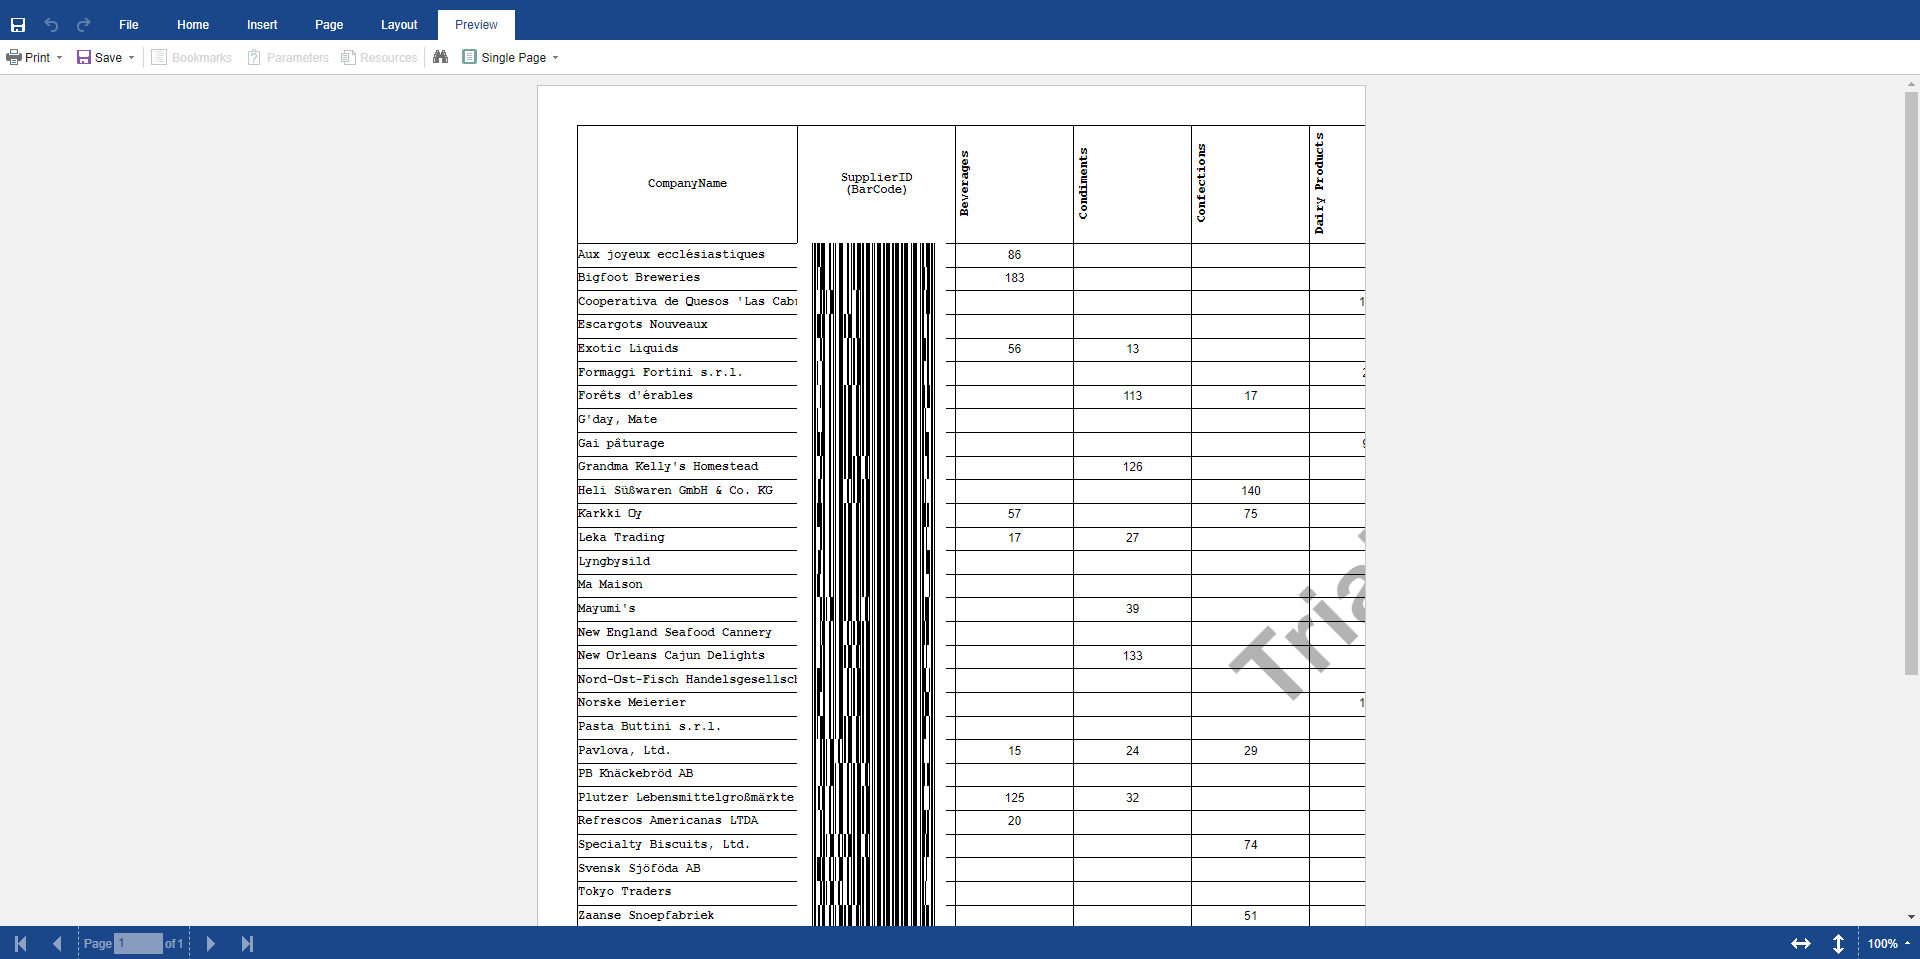 File Home Insert Page Layout Preview
Print Save Bookmarks Parameters Resources Single Page
CompanyName SupplierID (BarCode) Beverages Condiments Confections Dairy Products
Aux joyeux ecclésiastiques 86
Bigfoot Breweries 183
Cooperativa de Quesos 'Las Cabr 1
Escargots Nouveaux
Exotic Liquids 56 13
Formaggi Fortini s.r.l. 2
Forêts d'érables 113 17
G'day, Mate
Gai pâturage 9
Grandma Kelly's Homestead 126
Heli Süßwaren GmbH & Co. KG 140
Karkki Oy 57 75
Leka Trading 17 27
Lyngbysild
Ma Maison
Mayumi's 39
New England Seafood Cannery
New Orleans Cajun Delights 133
Nord-Ost-Fisch Handelsgesellsch
Norske Meierier 1
Pasta Buttini s.r.l.
Pavlova, Ltd. 15 24 29
PB Knäckebröd AB
Plutzer Lebensmittelgroßmärkte 125 32
Refrescos Americanas LTDA 20
Specialty Biscuits, Ltd. 74
Svensk Sjöföda AB
Tokyo Traders
Zaanse Snoepfabriek 51
Tria
Page 1 of 1 100%